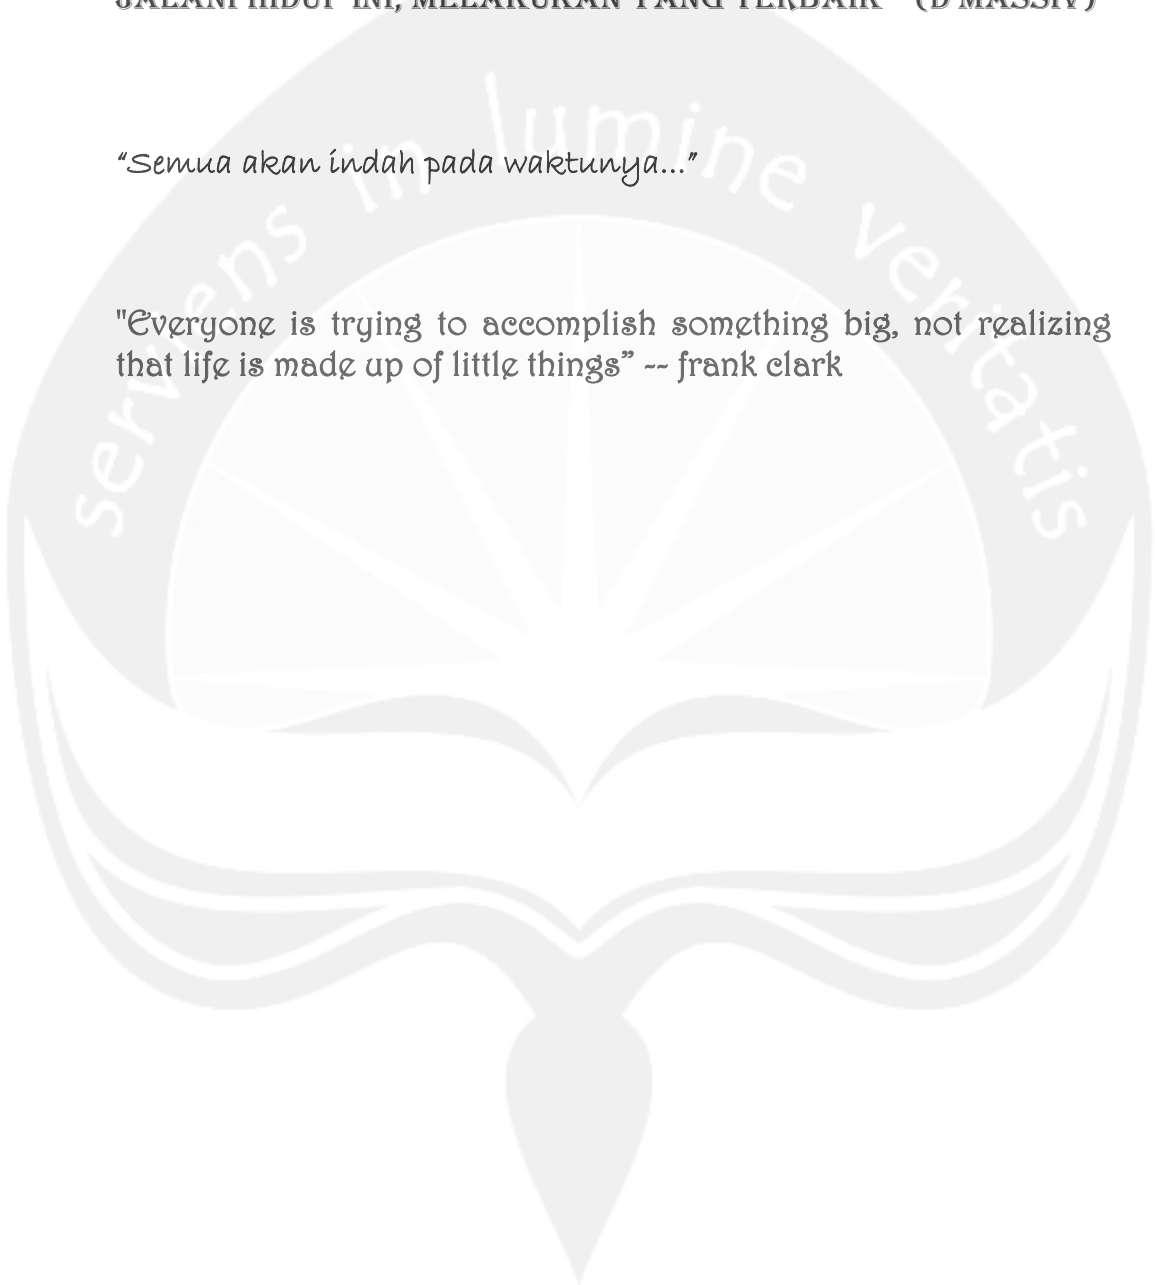 JALANI HIDUP INI, MELAKUKAN YANG TERBAIK" (D'MASSIV)
servens in lumine veritatis
“Semua akan indah pada waktunya...”
"Everyone is trying to accomplish something big, not realizing
that life is made up of little things” -- frank clark